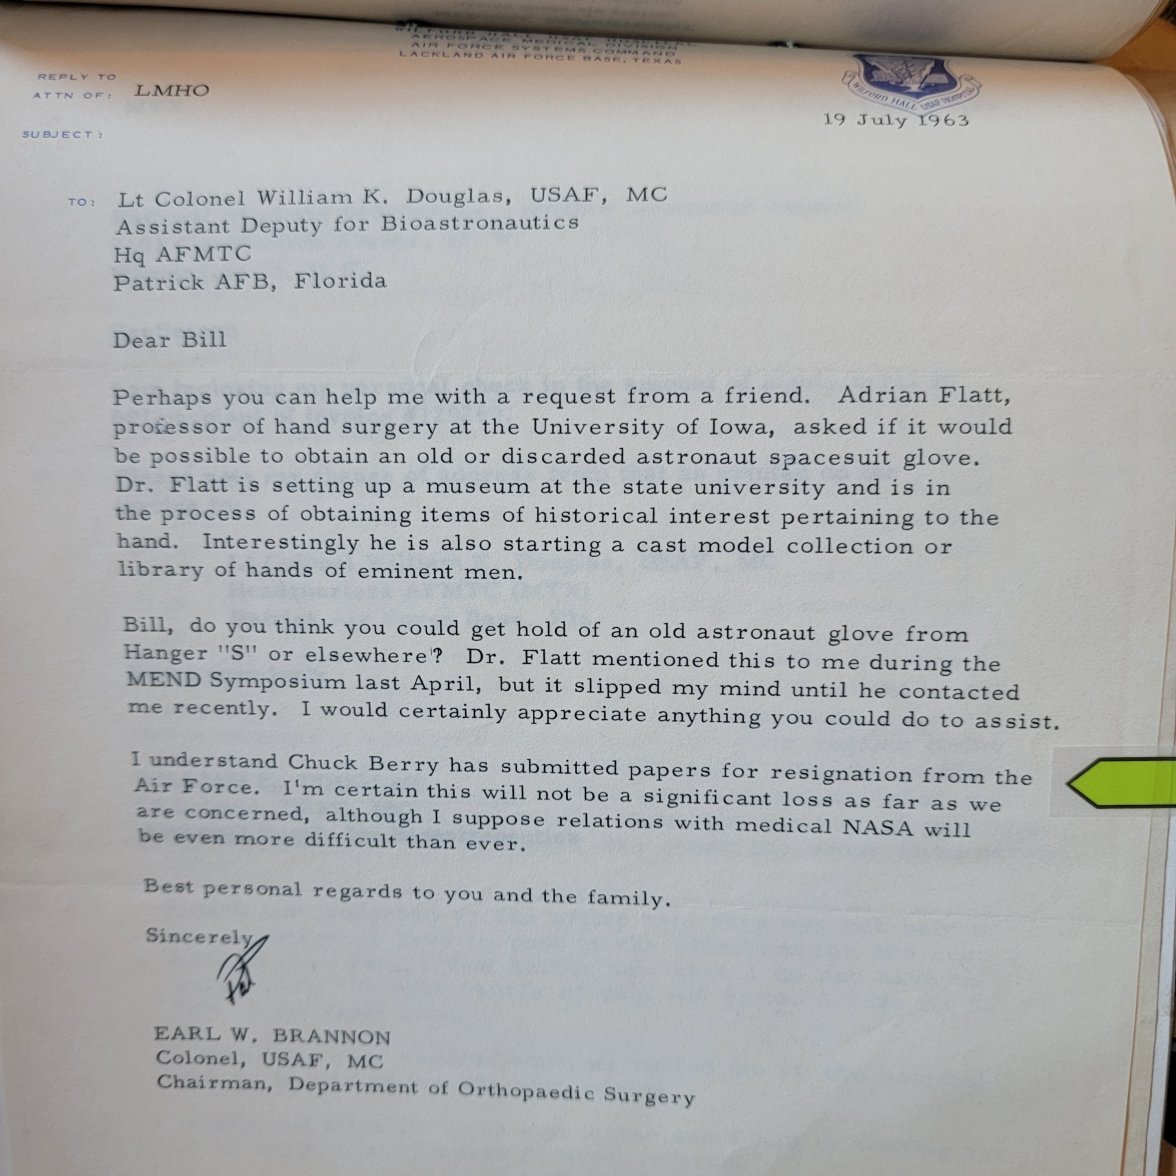 WILFORD HALL USAF HOSPITAL
AEROSPACE MEDICAL DIVISION
AIR FORCE SYSTEMS COMMAND
LACKLAND AIR FORCE BASE, TEXAS
WILFORD HALL USAF HOSPITAL
REPLY TO
ATTN OF: LMHO
19 July 1963
SUBJECT:
TO: Lt Colonel William K. Douglas, USAF, MC
Assistant Deputy for Bioastronautics
Hq AFMTC
Patrick AFB, Florida
Dear Bill
Perhaps you can help me with a request from a friend. Adrian Flatt,
professor of hand surgery at the University of Iowa, asked if it would
be possible to obtain an old or discarded astronaut spacesuit glove.
Dr. Flatt is setting up a museum at the state university and is in
the process of obtaining items of historical interest pertaining to the
hand. Interestingly he is also starting a cast model collection or
library of hands of eminent men.
Bill, do you think you could get hold of an old astronaut glove from
Hanger "S" or elsewhere? Dr. Flatt mentioned this to me during the
MEND Symposium last April, but it slipped my mind until he contacted
me recently. I would certainly appreciate anything you could do to assist.
I understand Chuck Berry has submitted papers for resignation from the
Air Force. I'm certain this will not be a significant loss as far as we
are concerned, although I suppose relations with medical NASA will
be even more difficult than ever.
Best personal regards to you and the family.
Sincerely
EARL W. BRANNON
Colonel, USAF, MC
Chairman, Department of Orthopaedic Surgery